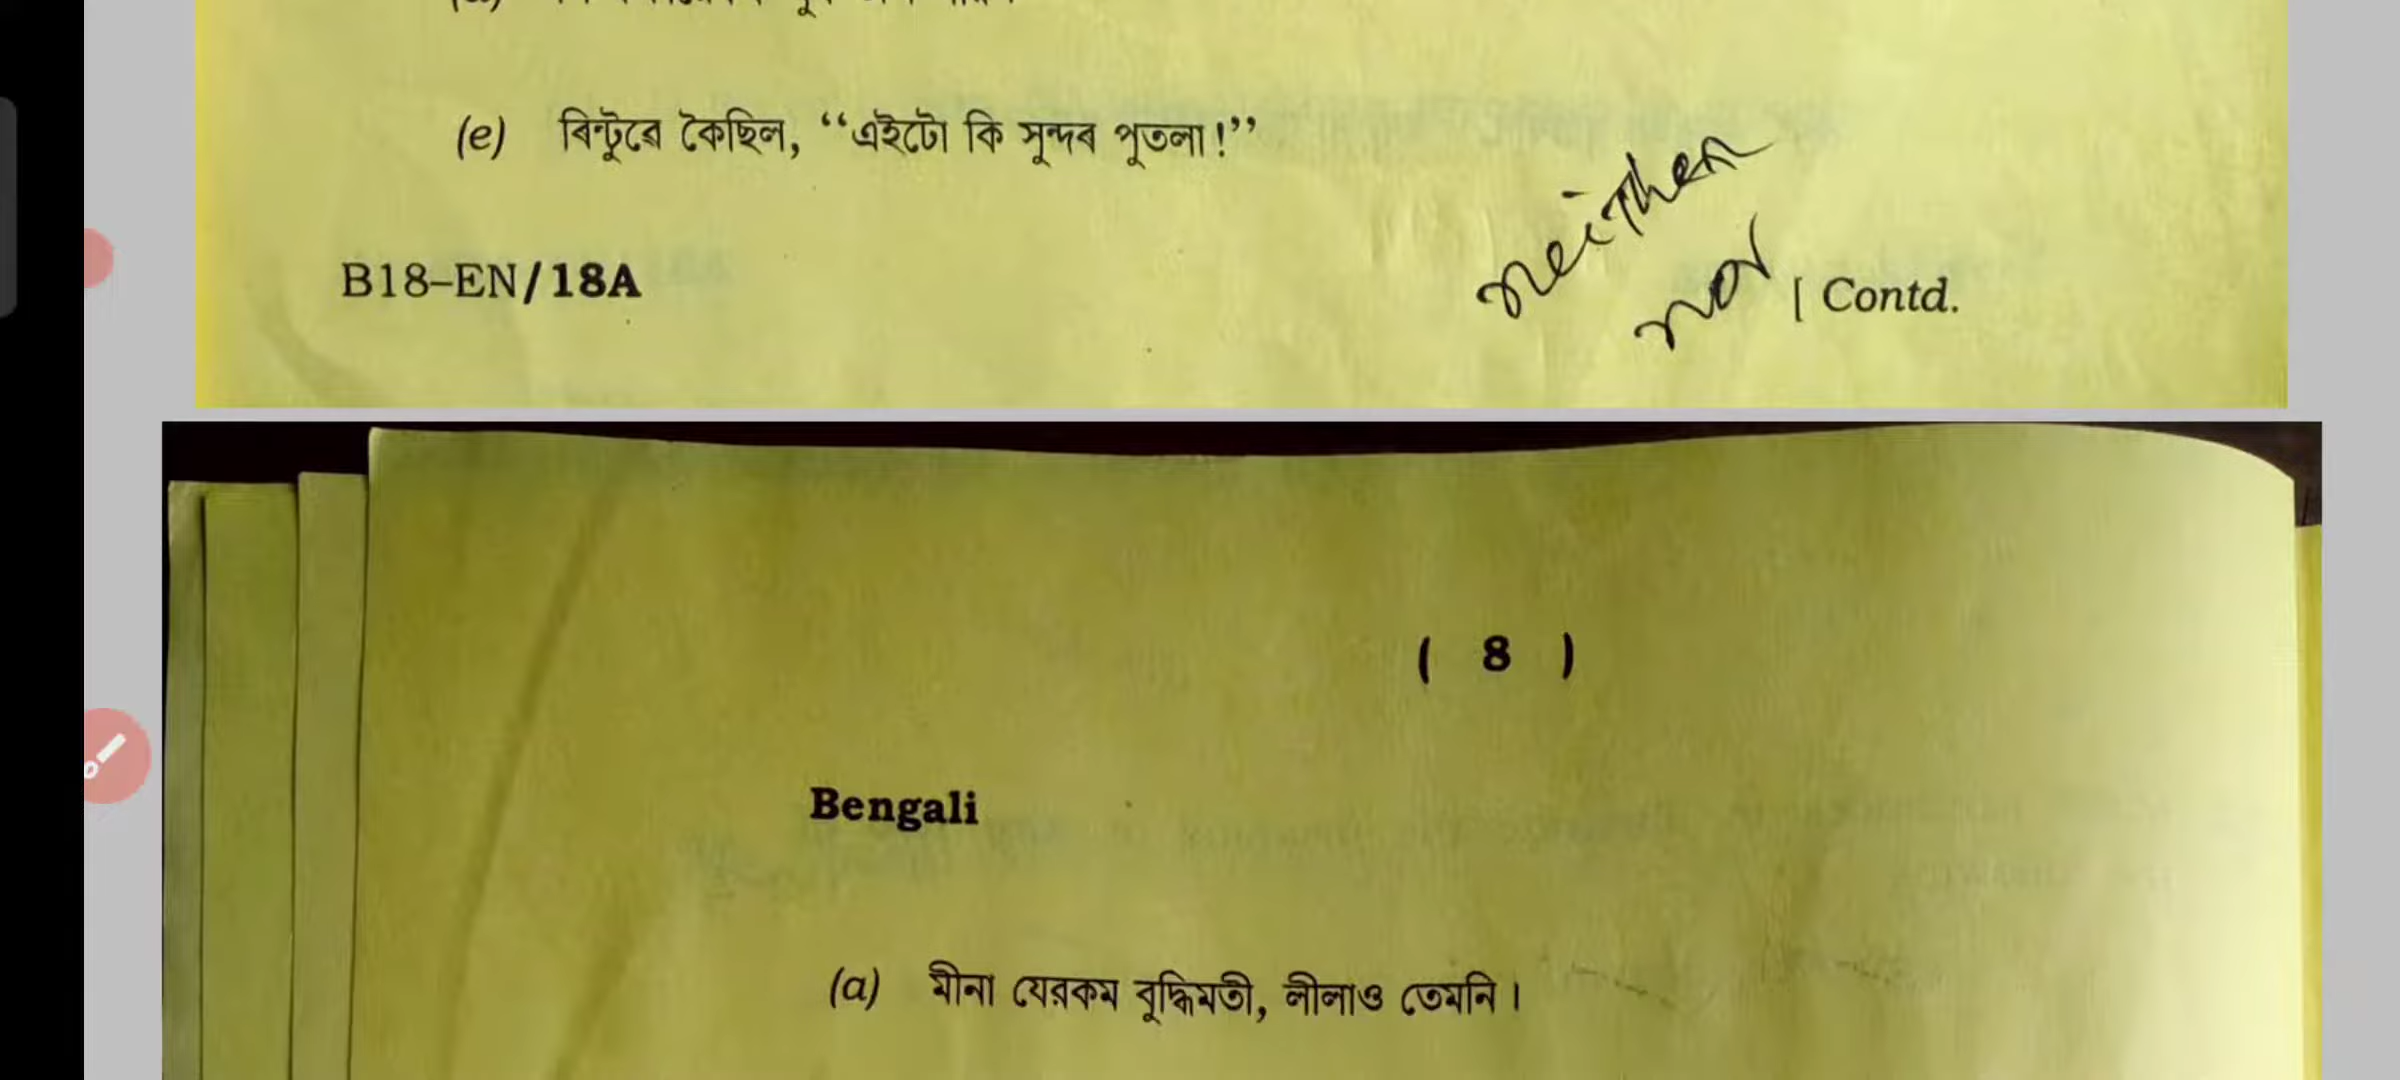 (e) ৰিন্টুৱে কৈছিল, “এইটো কি সুন্দৰ পুতলা!”
neither
nor
B18–EN/18A
[ Contd.
( 8 )
Bengali
(a) মীনা যেরকম বুদ্ধিমতী, লীলাও তেমনি।